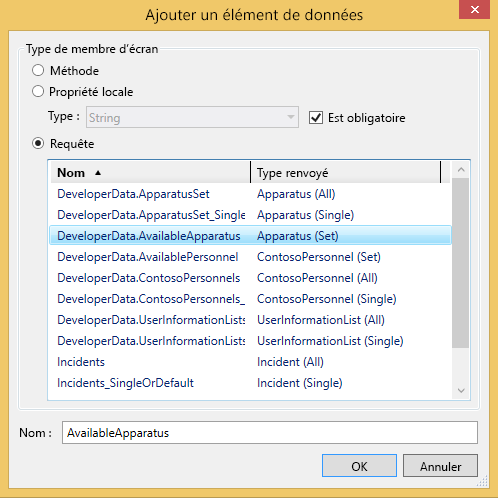 Ajouter un élément de données
Type de membre d'écran
Méthode
Propriété locale
Type : String Est obligatoire
Requête
Nom Type renvoyé
DeveloperData.ApparatusSet Apparatus (All)
DeveloperData.ApparatusSet_Single Apparatus (Single)
DeveloperData.AvailableApparatus Apparatus (Set)
DeveloperData.AvailablePersonnel ContosoPersonnel (Set)
DeveloperData.ContosoPersonnels ContosoPersonnel (All)
DeveloperData.ContosoPersonnels_ ContosoPersonnel (Single)
DeveloperData.UserInformationLists UserInformationList (All)
DeveloperData.UserInformationLists UserInformationList (Single)
Incidents Incident (All)
Incidents_SingleOrDefault Incident (Single)
Nom : AvailableApparatus
OK Annuler